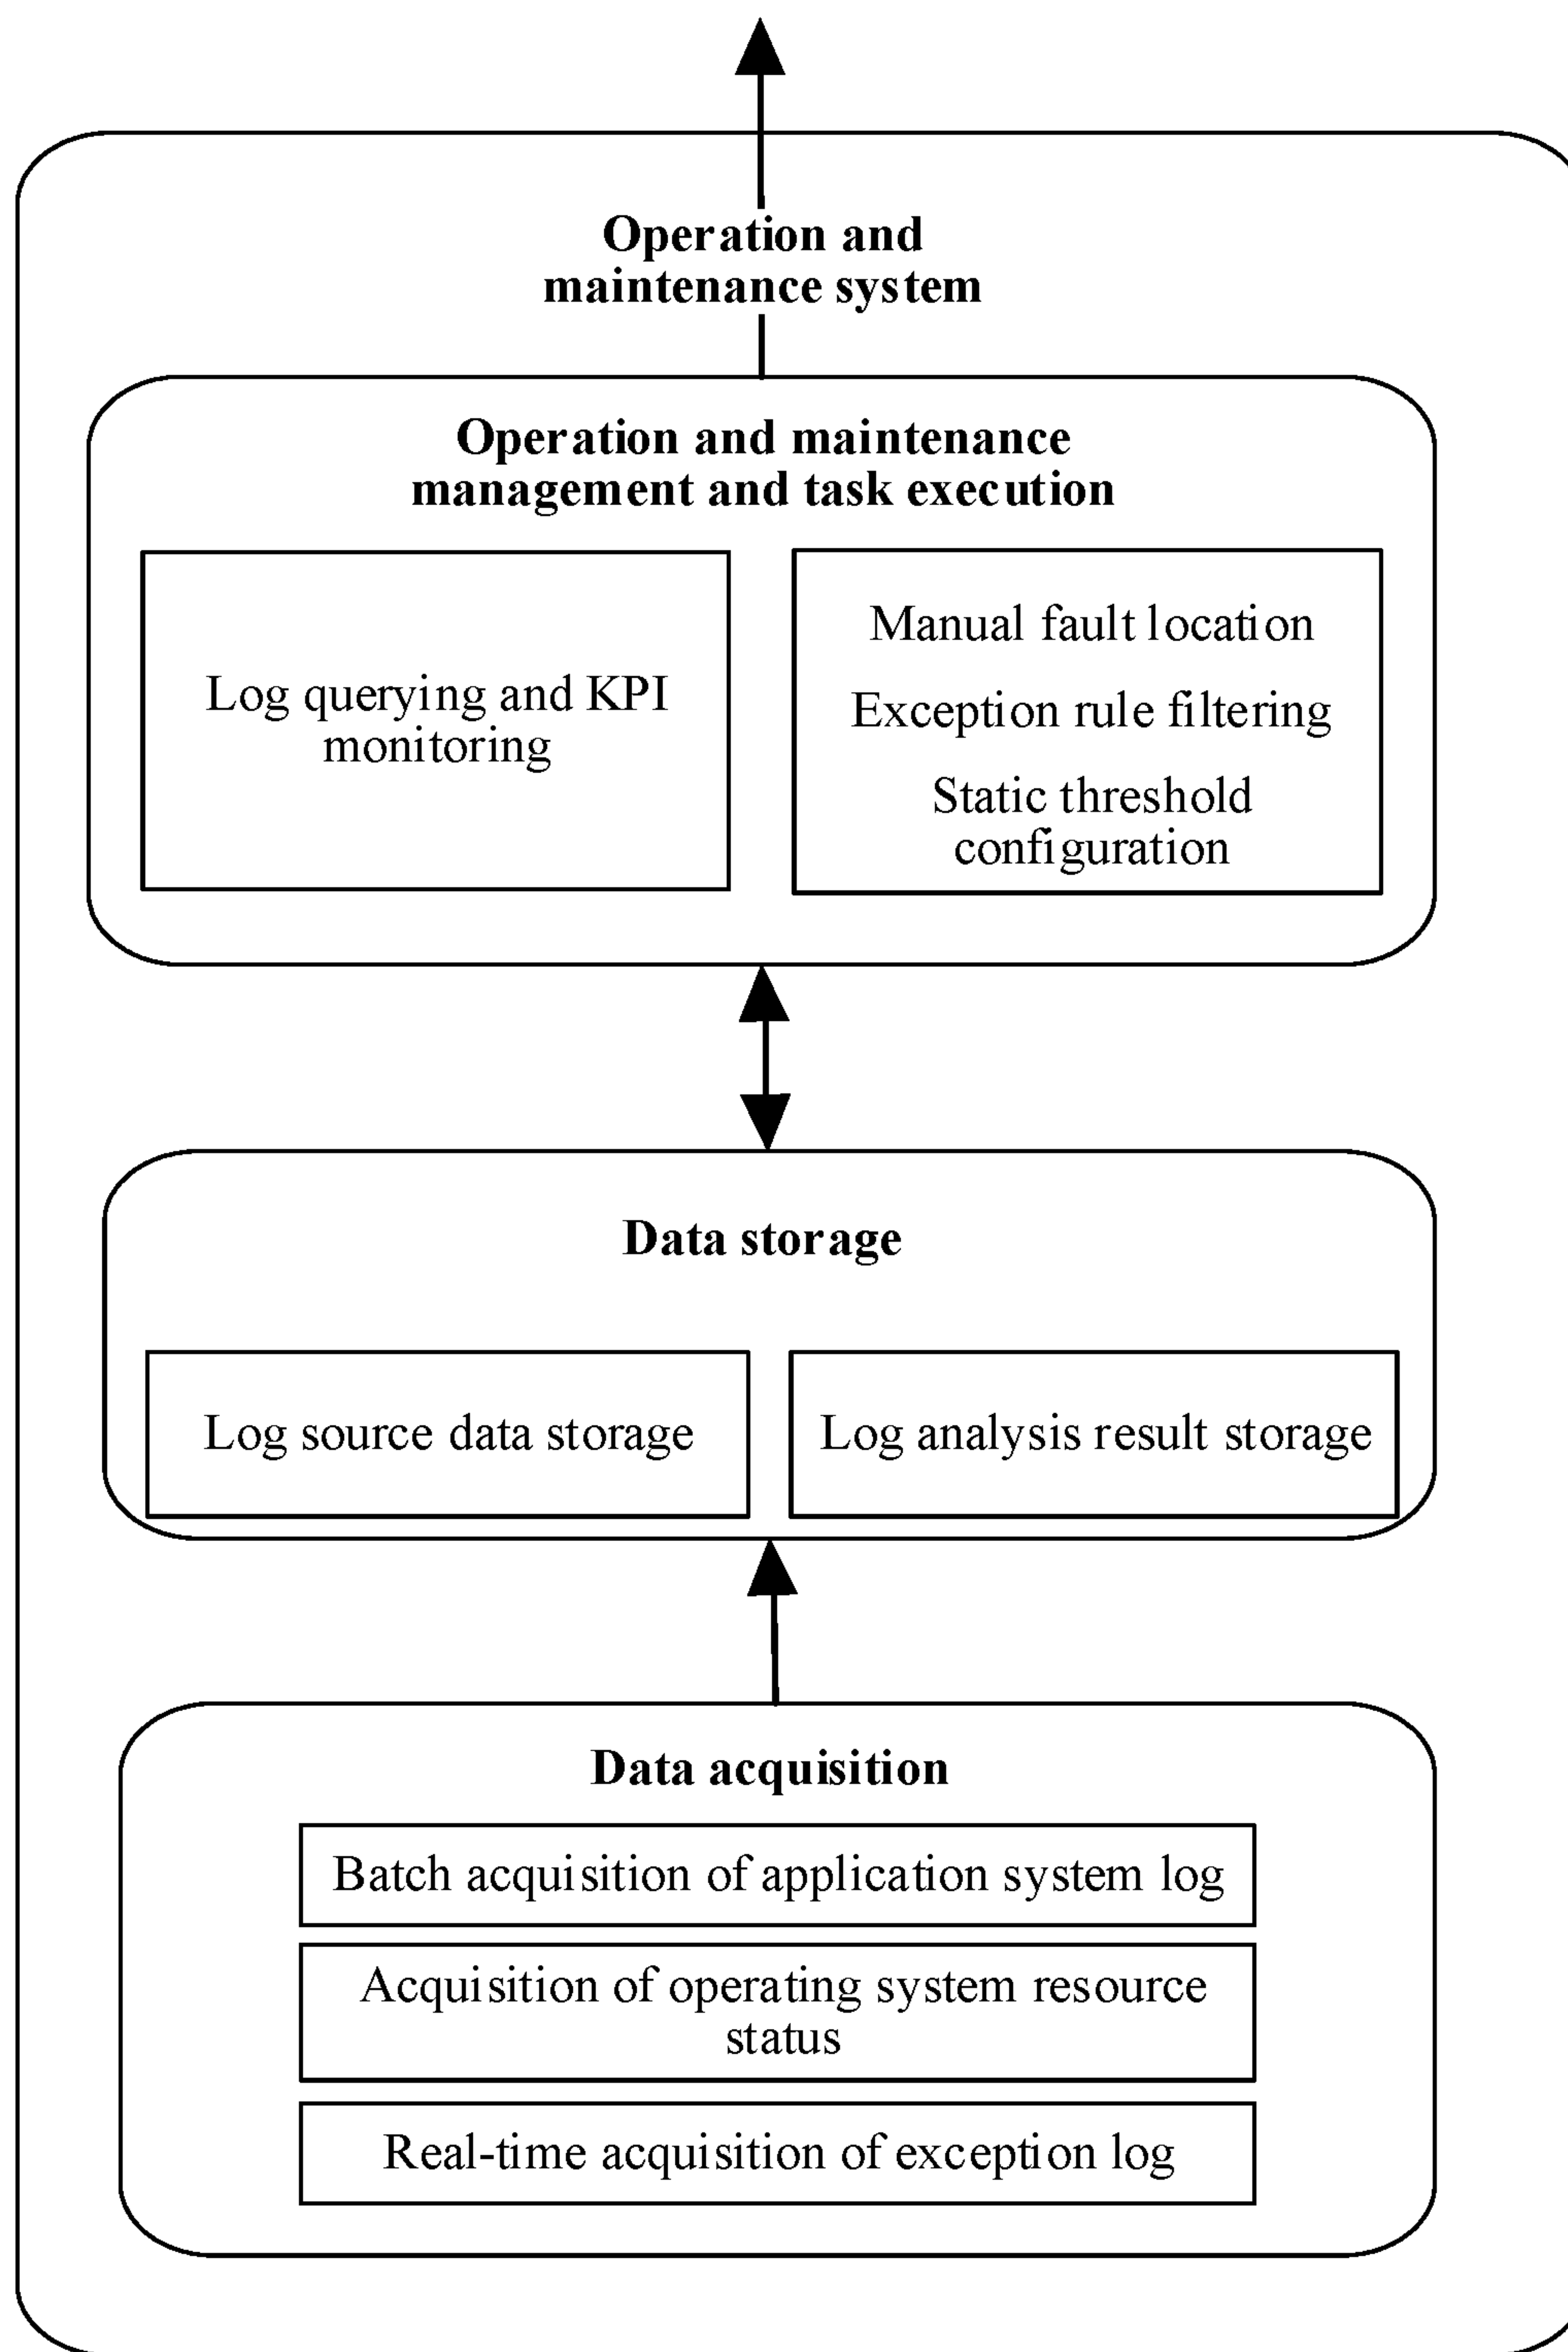 Operation and
maintenance system
Operation and maintenance
management and task execution
Log querying and KPI
monitoring
Manual fault location
Exception rule filtering
Static threshold
configuration
Data storage
Log source data storage
Log analysis result storage
Data acquisition
Batch acquisition of application system log
Acquisition of operating system resource
status
Real-time acquisition of exception log